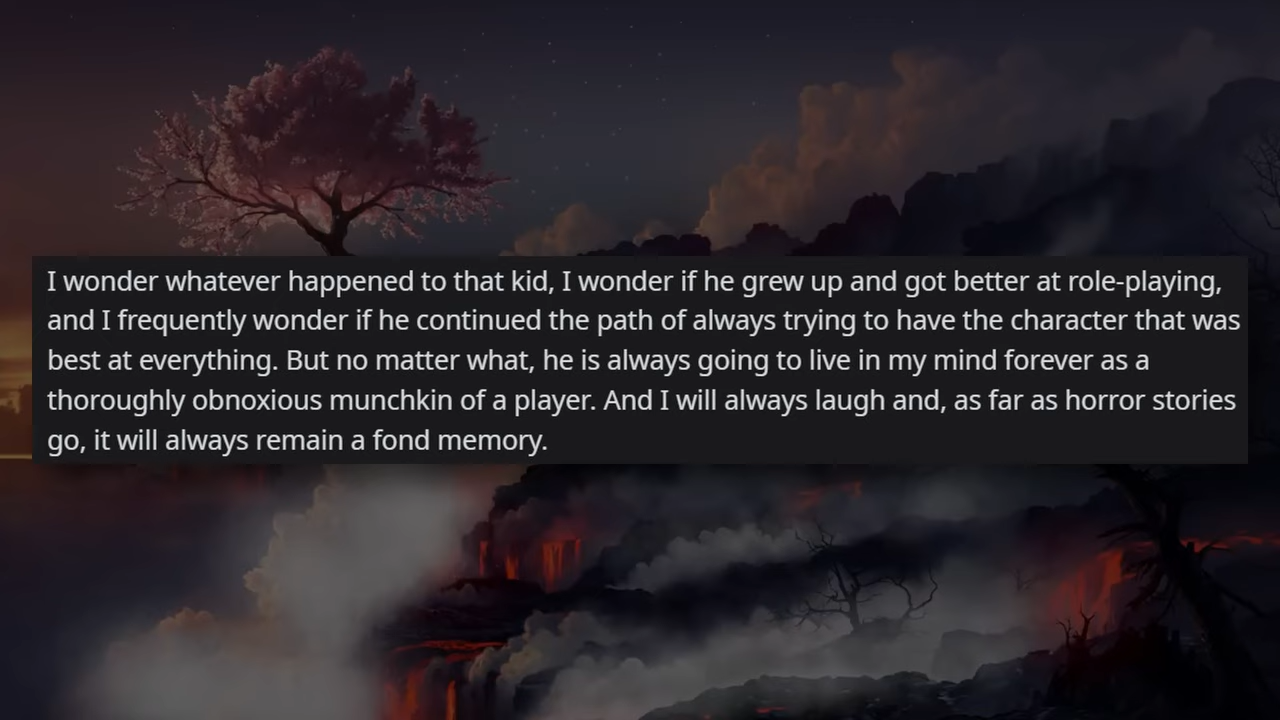 I wonder whatever happened to that kid, I wonder if he grew up and got better at role-playing,
and I frequently wonder if he continued the path of always trying to have the character that was
best at everything. But no matter what, he is always going to live in my mind forever as a
thoroughly obnoxious munchkin of a player. And I will always laugh and, as far as horror stories
go, it will always remain a fond memory.